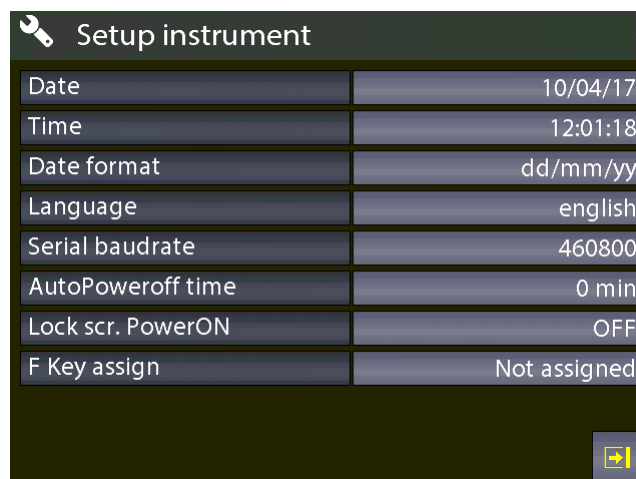 Setup instrument
Date 10/04/17
Time 12:01:18
Date format dd/mm/yy
Language english
Serial baudrate 460800
AutoPoweroff time 0 min
Lock scr. PowerON OFF
F Key assign Not assigned